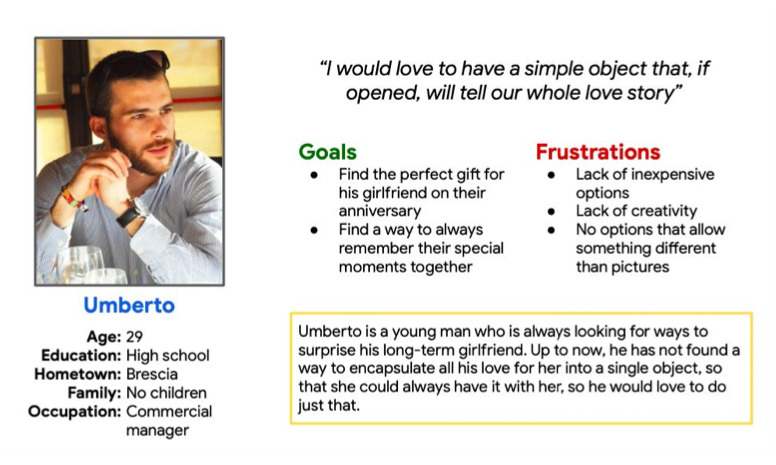 “I would love to have a simple object that, if
opened, will tell our whole love story”
Goals
● Find the perfect gift for
his girlfriend on their
anniversary
● Find a way to always
remember their special
moments together
Frustrations
● Lack of inexpensive
options
● Lack of creativity
● No options that allow
something different
than pictures
Umberto
Age: 29
Education: High school
Hometown: Brescia
Family: No children
Occupation: Commercial
manager
Umberto is a young man who is always looking for ways to
surprise his long-term girlfriend. Up to now, he has not found a
way to encapsulate all his love for her into a single object, so
that she could always have it with her, so he would love to do
just that.